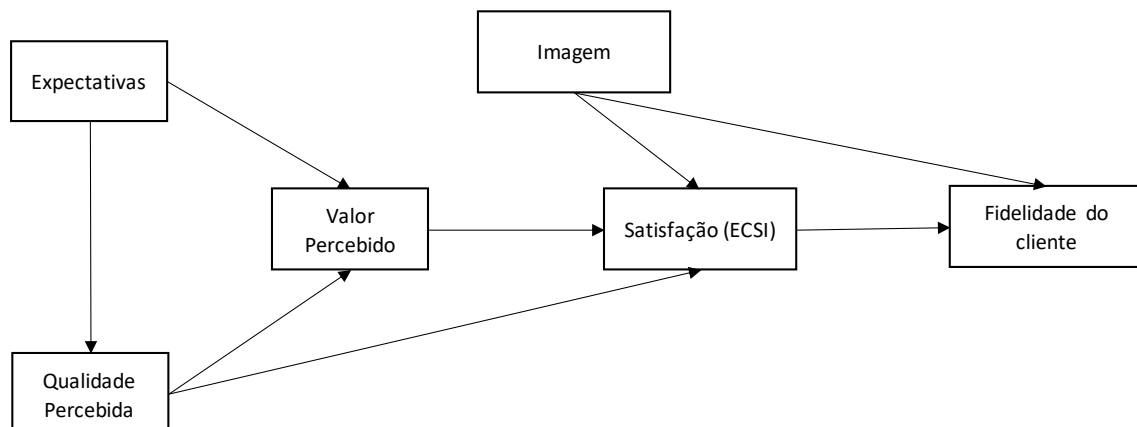 Imagem
Expectativas
Valor
Percebido
Satisfação (ECSI)
Fidelidade do
cliente
Qualidade
Percebida